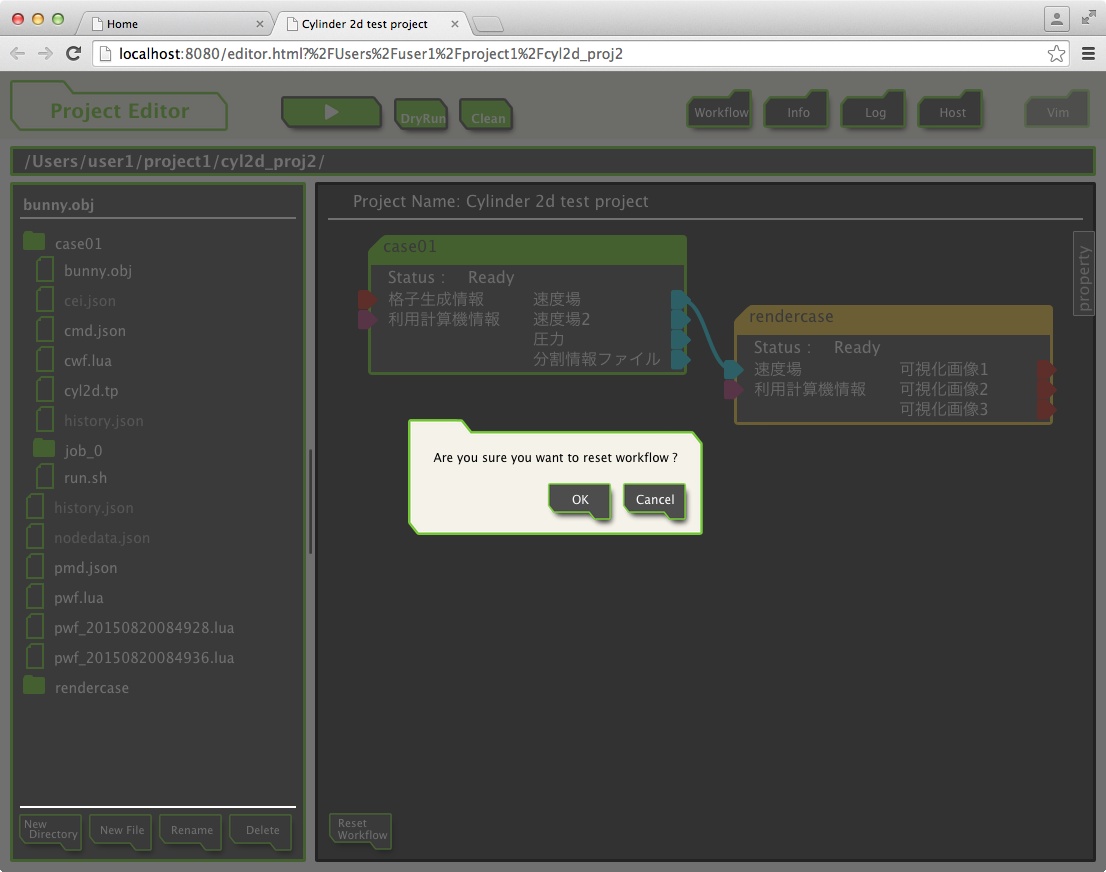 Home
Cylinder 2d test project
localhost:8080/editor.html?%2FUsers%2Fuser1%2Fproject1%2Fcyl2d_proj2
Project Editor
DryRun
Clean
Workflow
Info
Log
Host
Vim
/Users/user1/project1/cyl2d_proj2/
bunny.obj
case01
bunny.obj
cei.json
cmd.json
cwf.lua
cyl2d.tp
history.json
job_0
run.sh
history.json
nodedata.json
pmd.json
pwf.lua
pwf_20150820084928.lua
pwf_20150820084936.lua
rendercase
New
Directory
New File
Rename
Delete
Project Name: Cylinder 2d test project
property
case01
Status : Ready
格子生成情報 速度場
利用計算機情報 速度場2
圧力
分割情報ファイル
rendercase
Status : Ready
速度場 可視化画像1
利用計算機情報 可視化画像2
可視化画像3
Are you sure you want to reset workflow ?
OK
Cancel
Reset
Workflow